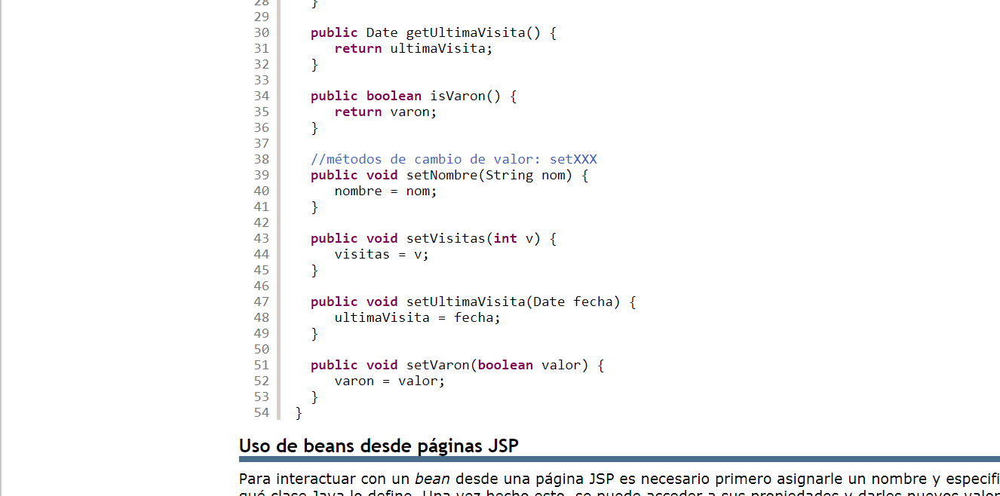 28 }
29
30 public Date getUltimaVisita() {
31 return ultimaVisita;
32 }
33
34 public boolean isVaron() {
35 return varon;
36 }
37
38 //métodos de cambio de valor: setXXX
39 public void setNombre(String nom) {
40 nombre = nom;
41 }
42
43 public void setVisitas(int v) {
44 visitas = v;
45 }
46
47 public void setUltimaVisita(Date fecha) {
48 ultimaVisita = fecha;
49 }
50
51 public void setVaron(boolean valor) {
52 varon = valor;
53 }
54 }
Uso de beans desde páginas JSP
Para interactuar con un bean desde una página JSP es necesario primero asignarle un nombre y especifi
qué clase Java lo define. Una vez hecho esto, se puede acceder a sus propiedades y darles nuevos valor